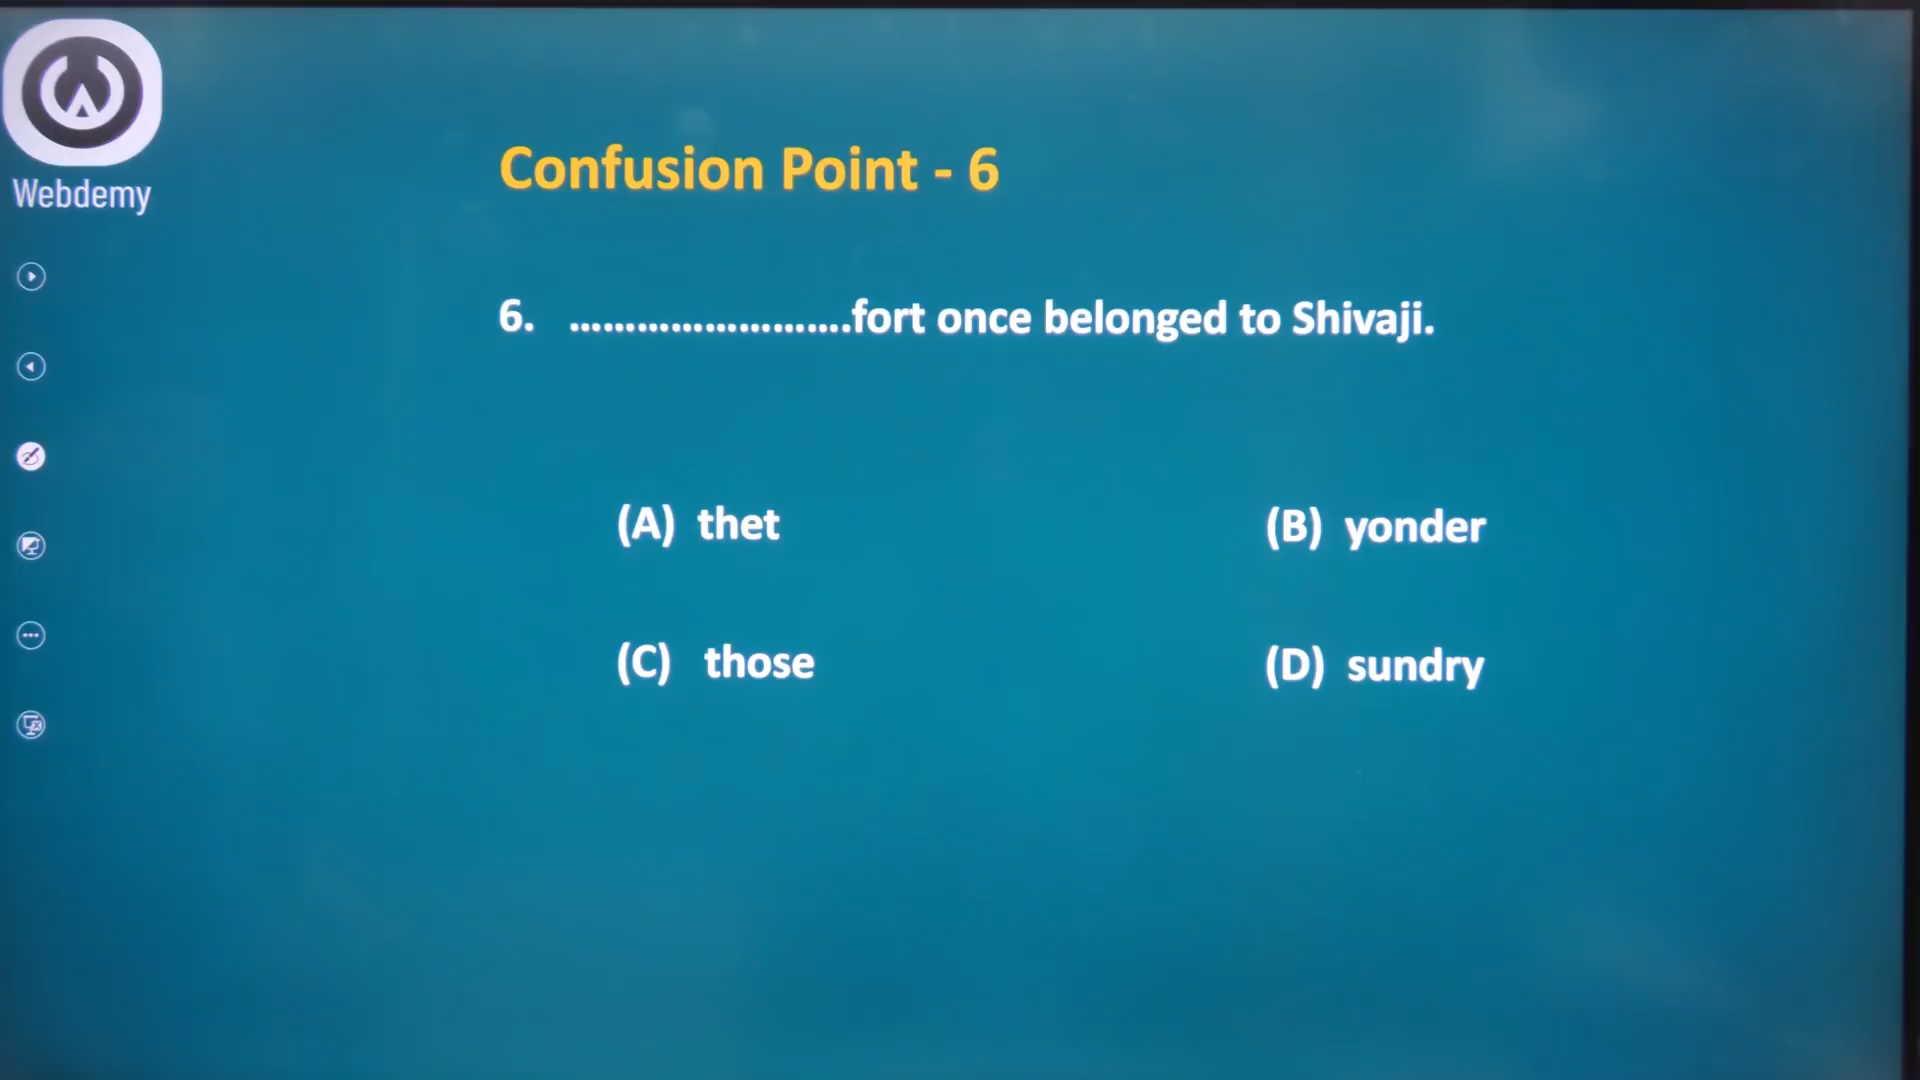 Webdemy
Confusion Point - 6
6. ............................fort once belonged to Shivaji.
(A) thet
(B) yonder
(C) those
(D) sundry